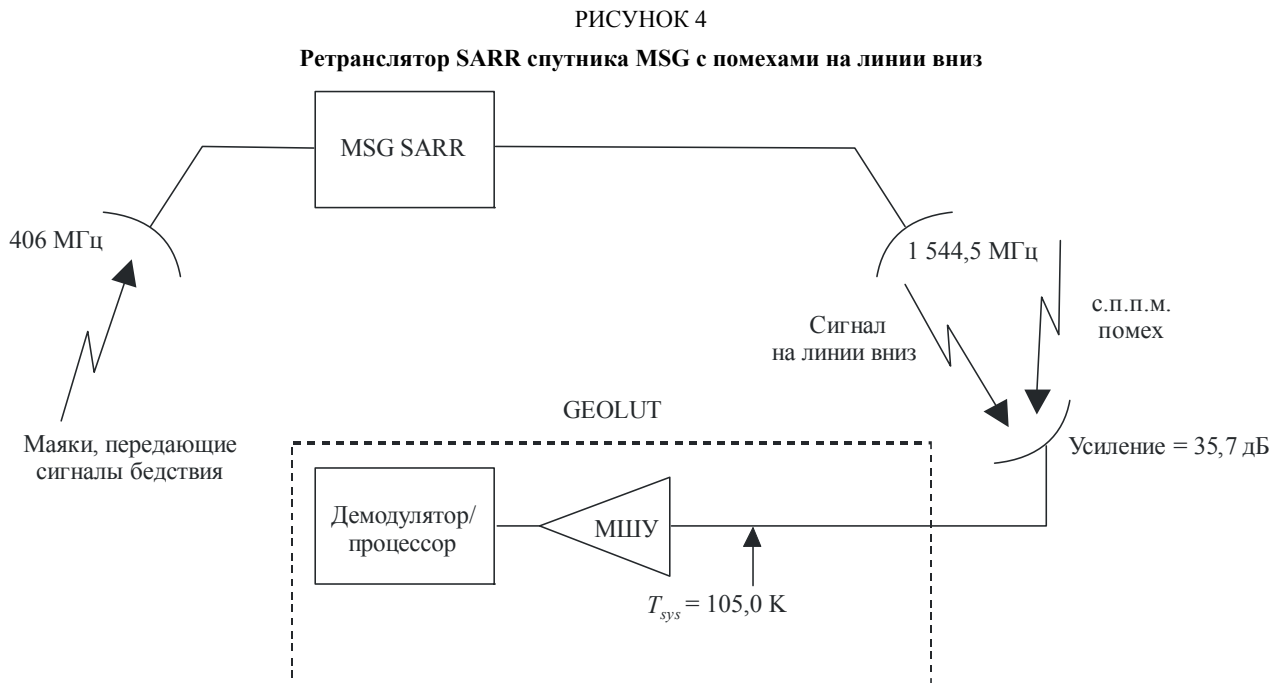 РИСУНОК 4
Ретранслятор SARR спутника MSG с помехами на линии вниз
MSG SARR
406 МГц
1 544,5 МГц
Сигнал
на линии вниз
с.п.п.м.
помех
Маяки, передающие
сигналы бедствия
GEOLUT
Усиление = 35,7 дБ
Демодулятор/
процессор
МШУ
Tsys = 105,0 K